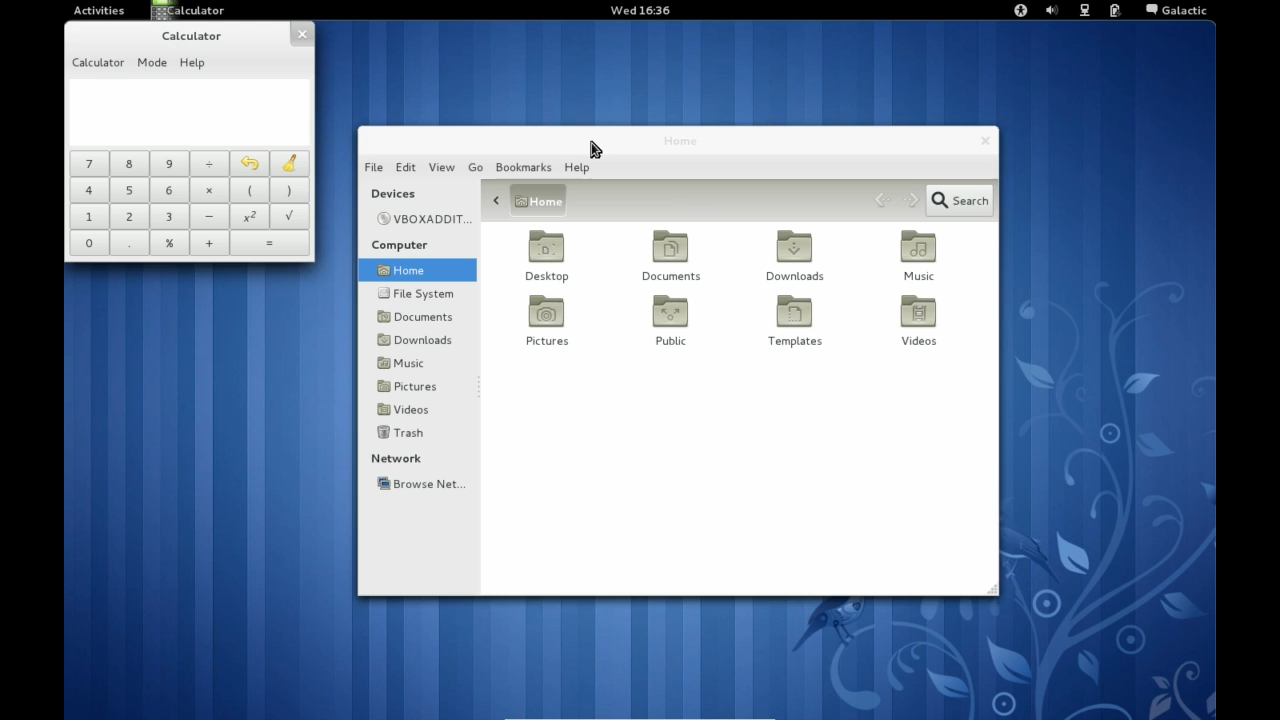 Activities Calculator Wed 16:36 Galactic
Calculator
Calculator Mode Help
7 8 9 ÷
4 5 6 × ( )
1 2 3 − x² √
0 . % + =
Home
File Edit View Go Bookmarks Help
Devices
VBOXADDIT...
Computer
Home
File System
Documents
Downloads
Music
Pictures
Videos
Trash
Network
Browse Net...
Home Search
Desktop Documents Downloads Music
Pictures Public Templates Videos